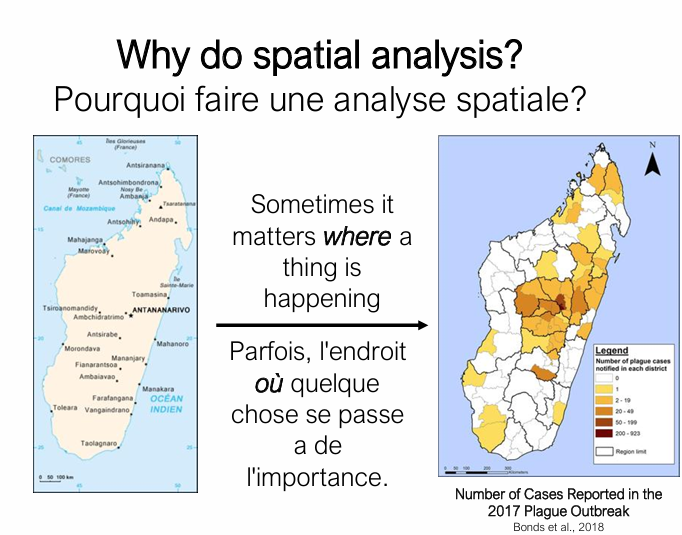 Why do spatial analysis?
Pourquoi faire une analyse spatiale?
Îles Glorieuses
(France)
COMORES
Antsiranana
Antsohimbondrona
Mayotte
(France)
Nosy Be
Ambanja
Tsaratanana
Canal de Mozambique
Antsohihy
Andapa
Mahajanga
Marovoay
Île
Sainte-Marie
Toamasina
Tsiroanomandidy
ANTANANARIVO
Ambchidratrimo
Antsirabe
Mahanoro
Morondava
Mananjary
Fianarantsoa
Ambaiavao
Manakara
Farafangana
OCÉAN
INDIEN
Toleara
Vangaindrano
Taolagnaro
0 50 100 km
Sometimes it
matters where a
thing is
happening
Parfois, l'endroit
où quelque
chose se passe
a de
l'importance.
N
Legend
Number of plague cases
notified in each district
0
1
2 - 19
20 - 49
50 - 199
200 - 923
Region limit
0 50 100 200 300
Kilometers
Number of Cases Reported in the
2017 Plague Outbreak
Bonds et al., 2018